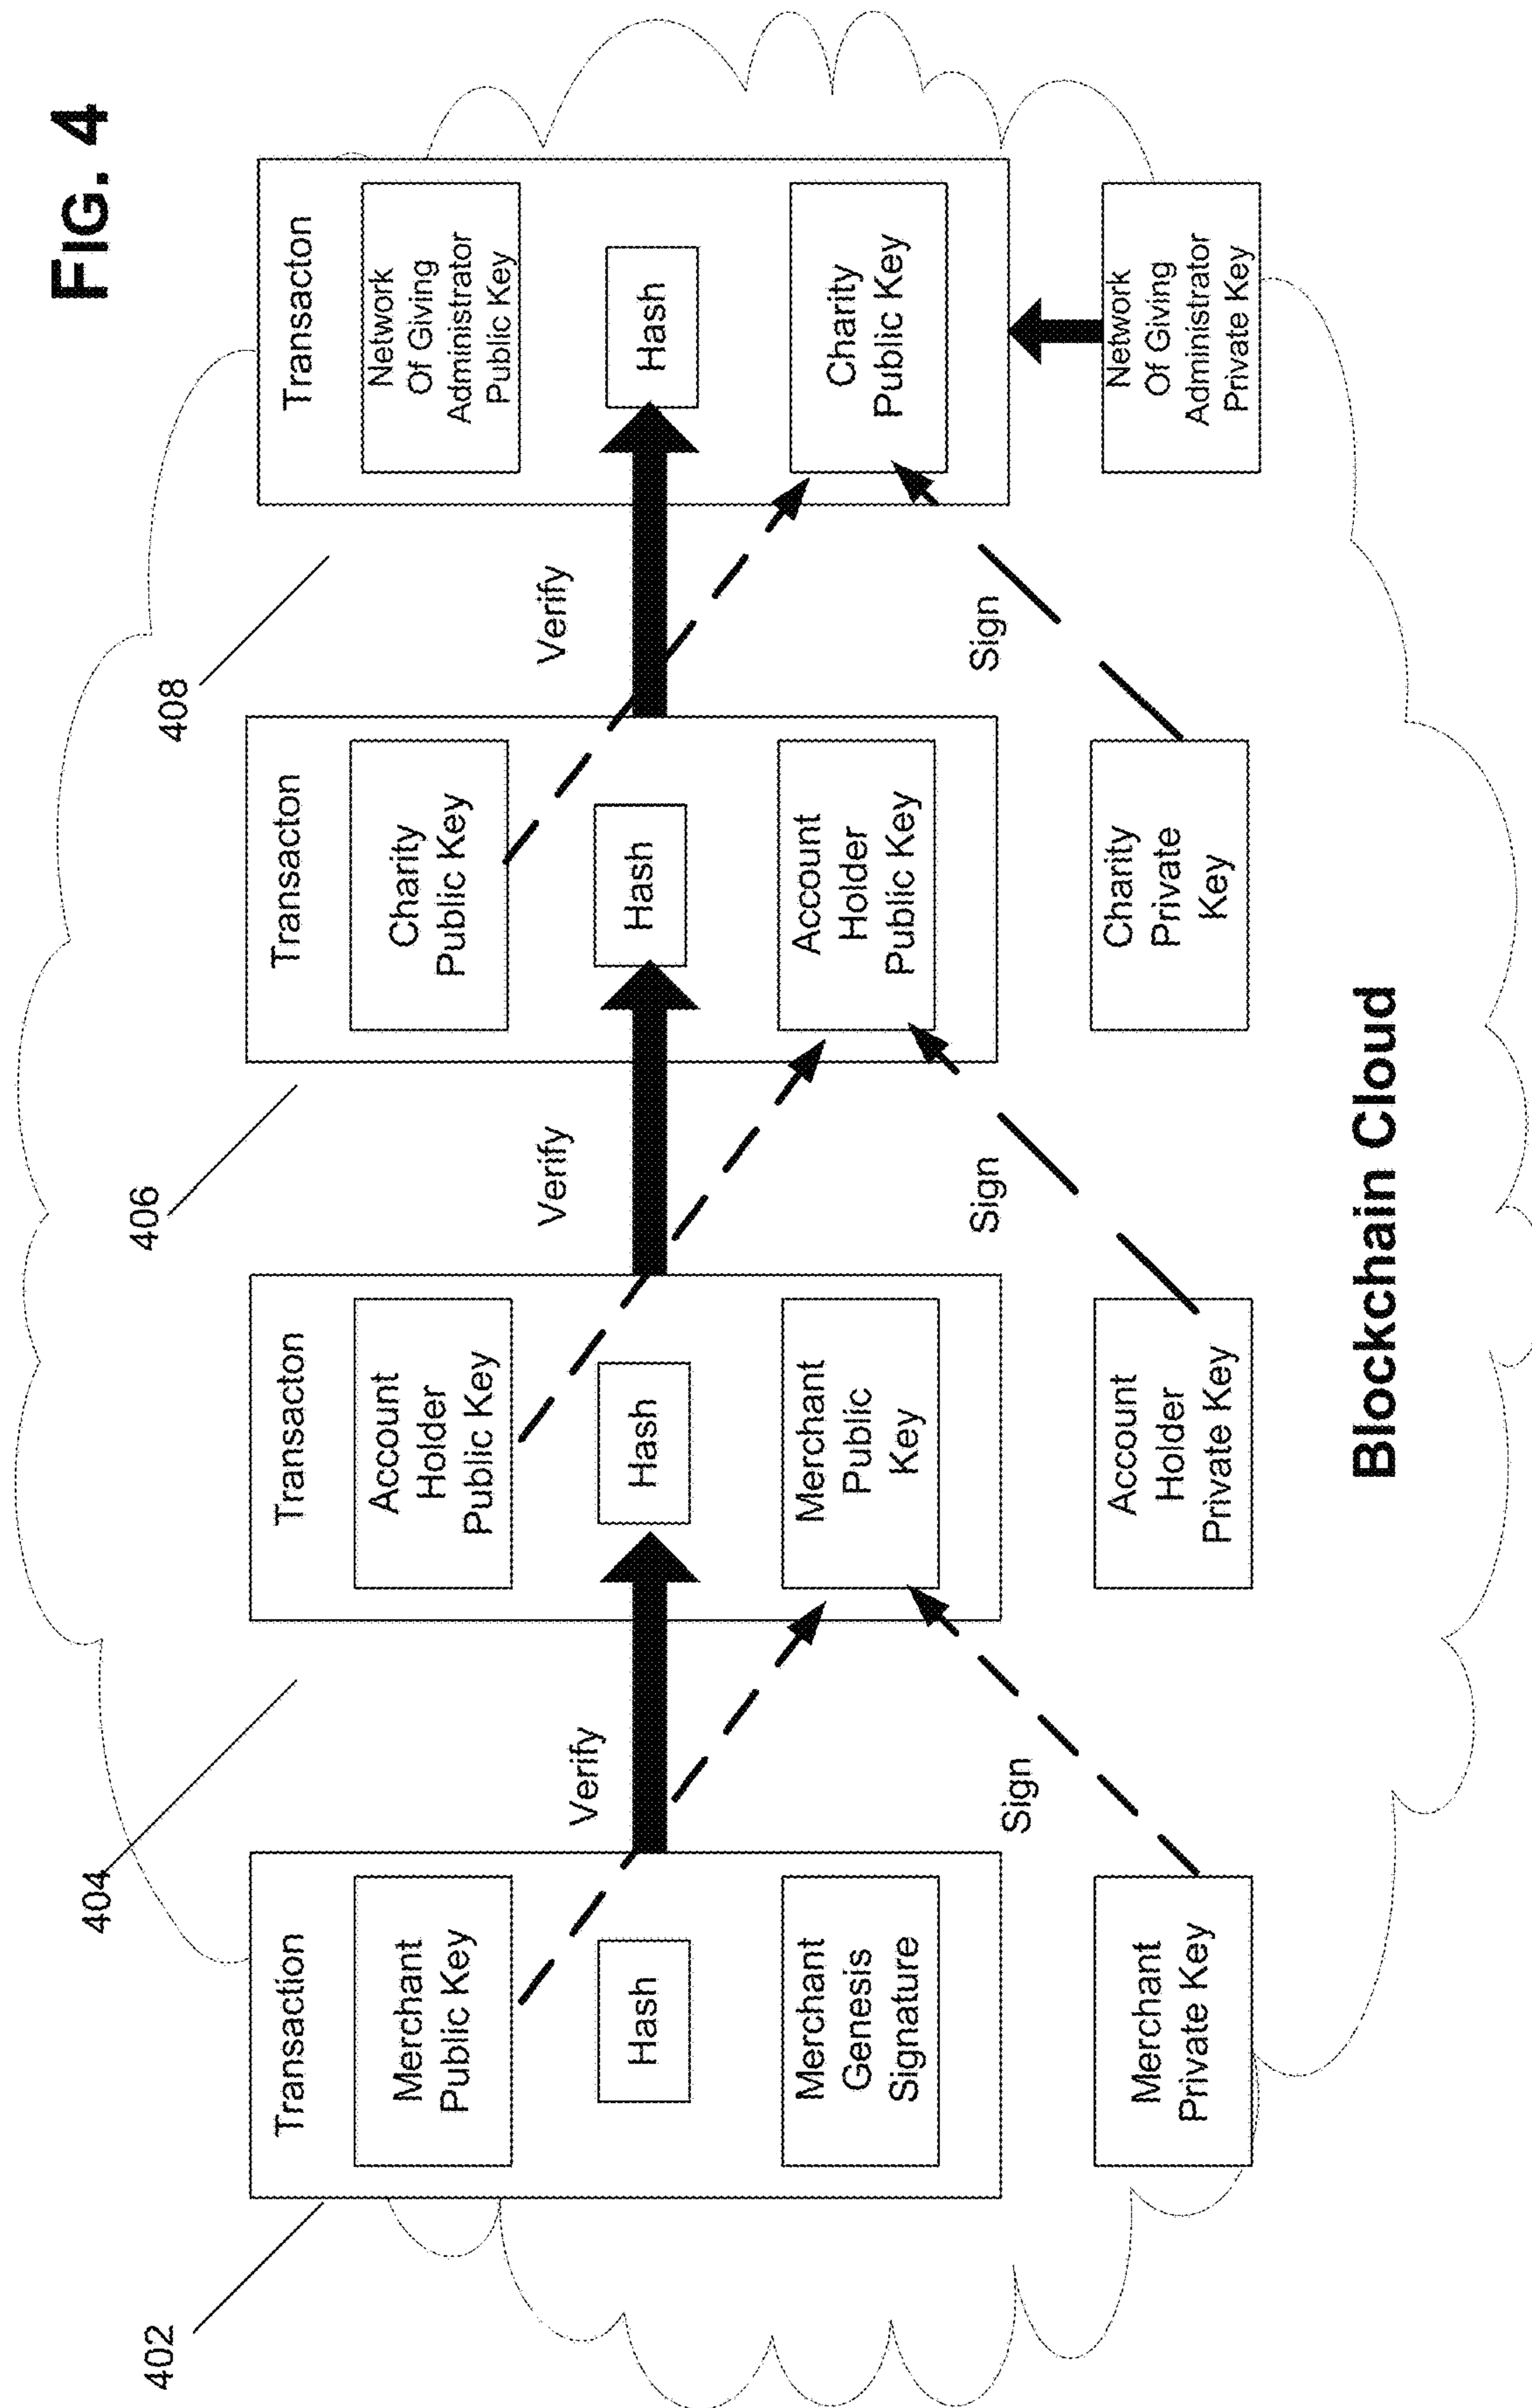 FIG. 4
402
404
406
408
Transaction
Merchant
Public Key
Hash
Merchant
Genesis
Signature
Merchant
Private Key
Verify
Sign
Transacton
Account
Holder
Public Key
Hash
Merchant
Public
Key
Account
Holder
Private Key
Verify
Sign
Transacton
Charity
Public Key
Hash
Account
Holder
Public Key
Charity
Private
Key
Verify
Sign
Transacton
Network
Of Giving
Administrator
Public Key
Hash
Charity
Public Key
Network
Of Giving
Administrator
Private Key
Blockchain Cloud